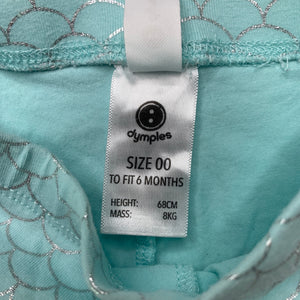 dymples
SIZE 00
TO FIT 6 MONTHS
HEIGHT: 68CM
MASS: 8KG